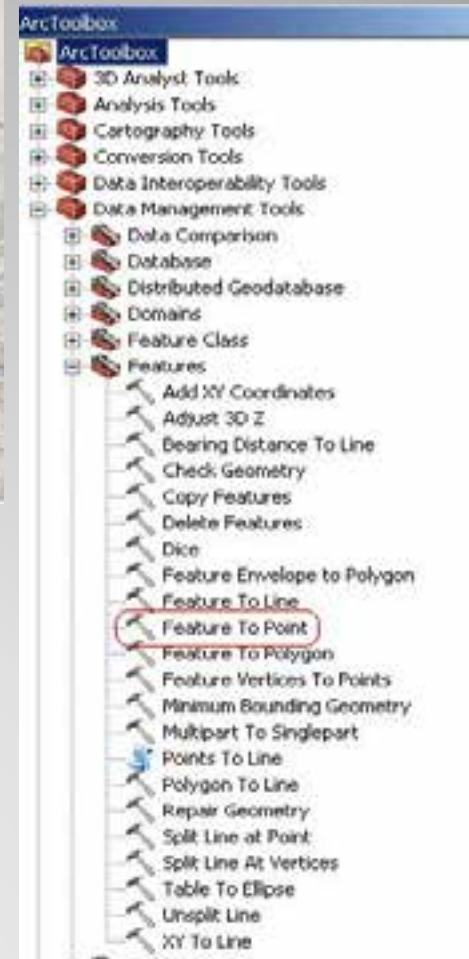 ArcToolbox
ArcToolbox
3D Analyst Tools
Analysis Tools
Cartography Tools
Conversion Tools
Data Interoperability Tools
Data Management Tools
Data Comparison
Database
Distributed Geodatabase
Domains
Feature Class
Features
Add XY Coordinates
Adjust 3D Z
Bearing Distance To Line
Check Geometry
Copy Features
Delete Features
Dice
Feature Envelope to Polygon
Feature To Line
Feature To Point
Feature To Polygon
Feature Vertices To Points
Minimum Bounding Geometry
Multipart To Singlepart
Points To Line
Polygon To Line
Repair Geometry
Split Line at Point
Split Line At Vertices
Table To Ellipse
Unsplit Line
XY To Line